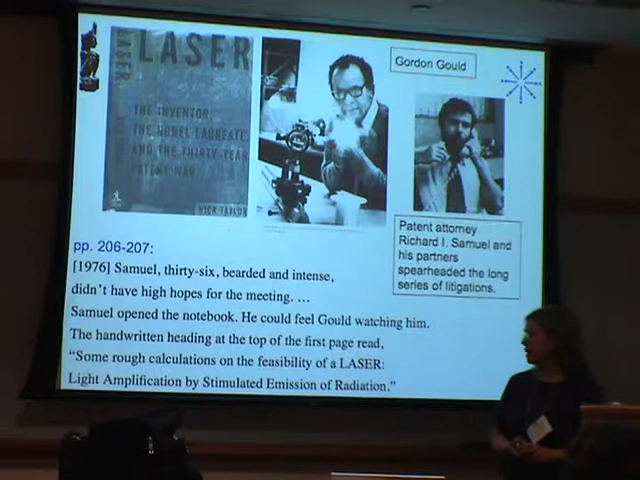 LASER
LASER
THE INVENTOR,
THE NOBEL LAUREATE,
AND THE THIRTY-YEAR
PATENT WAR
NICK TAYLOR
Gordon Gould
Patent attorney
Richard I. Samuel and
his partners
spearheaded the long
series of litigations.
pp. 206-207:
[1976] Samuel, thirty-six, bearded and intense,
didn't have high hopes for the meeting. …
Samuel opened the notebook. He could feel Gould watching him.
The handwritten heading at the top of the first page read,
“Some rough calculations on the feasibility of a LASER:
Light Amplification by Stimulated Emission of Radiation.”